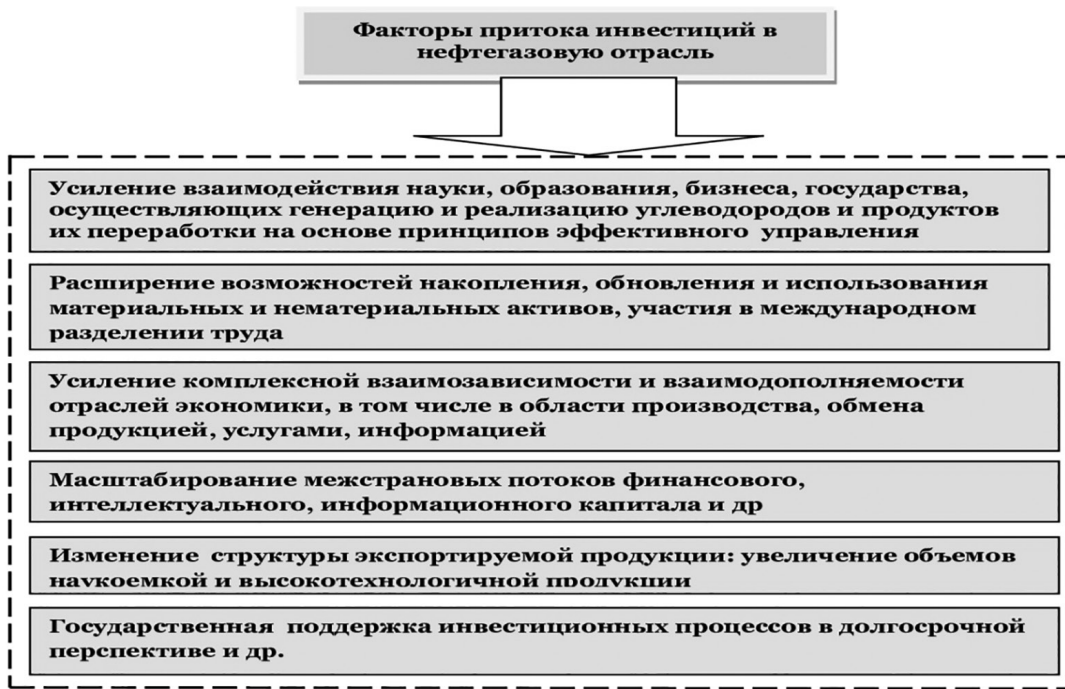 Факторы притока инвестиций в
нефтегазовую отрасль
Усиление взаимодействия науки, образования, бизнеса, государства,
осуществляющих генерацию и реализацию углеводородов и продуктов
их переработки на основе принципов эффективного управления
Расширение возможностей накопления, обновления и использования
материальных и нематериальных активов, участия в международном
разделении труда
Усиление комплексной взаимозависимости и взаимодополняемости
отраслей экономики, в том числе в области производства, обмена
продукцией, услугами, информацией
Масштабирование межстрановых потоков финансового,
интеллектуального, информационного капитала и др
Изменение структуры экспортируемой продукции: увеличение объемов
наукоемкой и высокотехнологичной продукции
Государственная поддержка инвестиционных процессов в долгосрочной
перспективе и др.